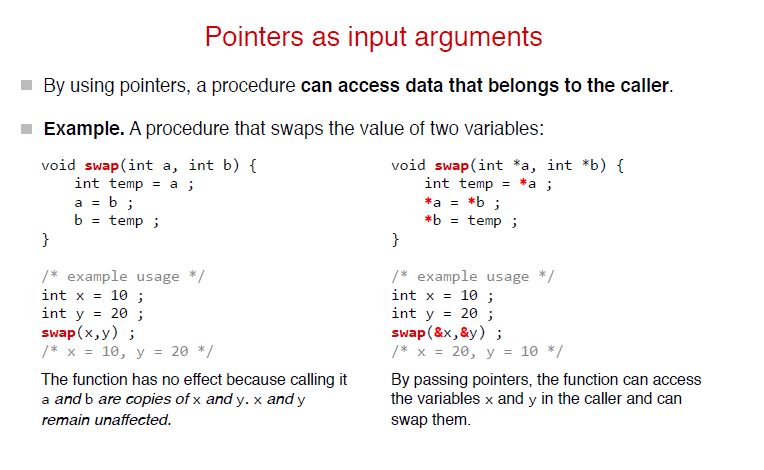 Pointers as input arguments
By using pointers, a procedure can access data that belongs to the caller.
Example. A procedure that swaps the value of two variables:
void swap(int a, int b) {
    int temp = a ;
    a = b ;
    b = temp ;
}
/* example usage */
int x = 10 ;
int y = 20 ;
swap(x,y) ;
/* x = 10, y = 20 */
The function has no effect because calling it
a and b are copies of x and y. x and y
remain unaffected.
void swap(int *a, int *b) {
    int temp = *a ;
    *a = *b ;
    *b = temp ;
}
/* example usage */
int x = 10 ;
int y = 20 ;
swap(&x,&y) ;
/* x = 20, y = 10 */
By passing pointers, the function can access
the variables x and y in the caller and can
swap them.